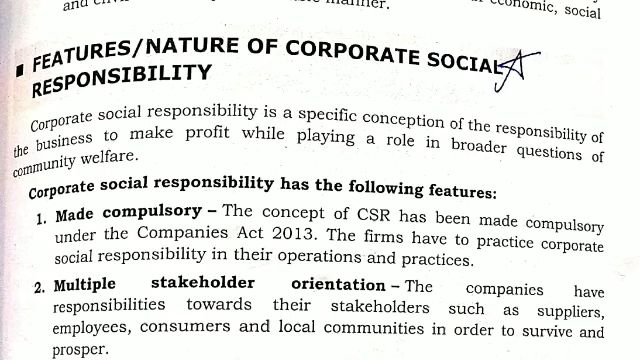 manner.
economic, social
■ FEATURES/NATURE OF CORPORATE SOCIAL
RESPONSIBILITY
Corporate social responsibility is a specific conception of the responsibility of
the business to make profit while playing a role in broader questions of
community welfare.
Corporate social responsibility has the following features:
1. Made compulsory – The concept of CSR has been made compulsory
under the Companies Act 2013. The firms have to practice corporate
social responsibility in their operations and practices.
2. Multiple stakeholder orientation – The companies have
responsibilities towards their stakeholders such as suppliers,
employees, consumers and local communities in order to survive and
prosper.